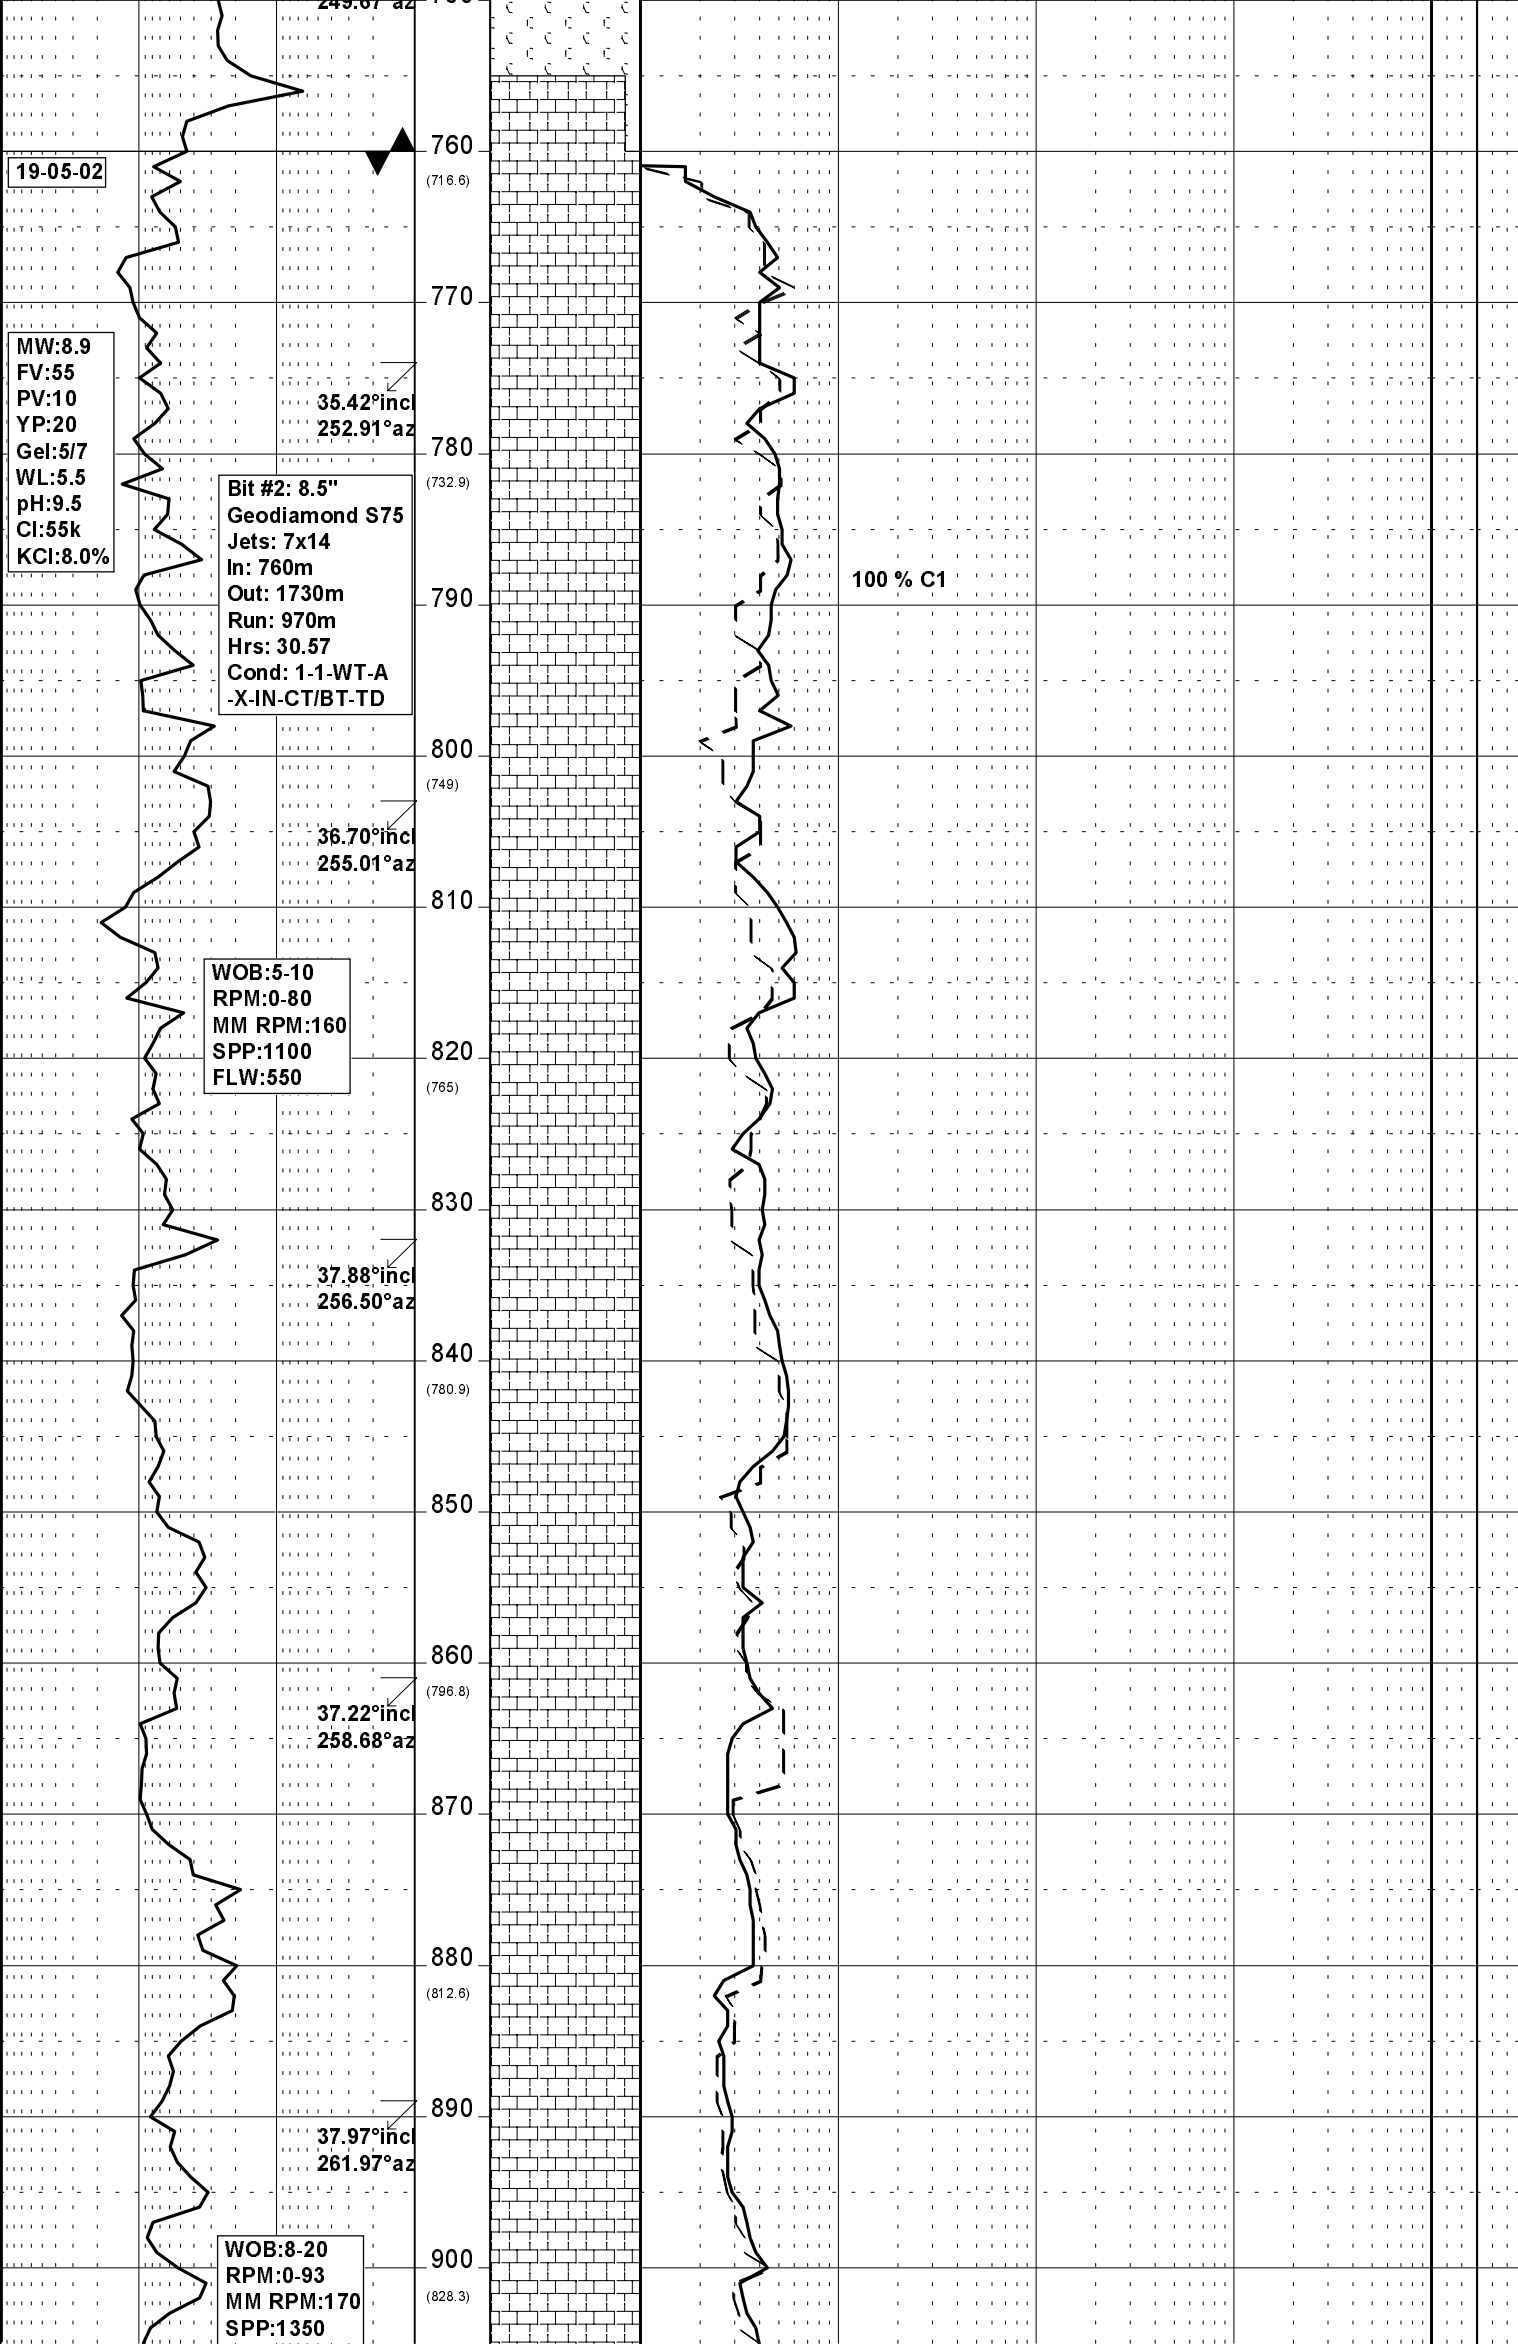 760
19-05-02
(716.6)
770
MW:8.9
FV:55
PV:10
YP:20
Gel:5/7
WL:5.5
pH:9.5
Cl:55k
KCl:8.0%
35.42°incl
252.91°az
780
(732.9)
Bit #2: 8.5"
Geodiamond S75
Jets: 7x14
In: 760m
Out: 1730m
Run: 970m
Hrs: 30.57
Cond: 1-1-WT-A
-X-IN-CT/BT-TD
100 % C1
790
800
(749)
36.70°incl
255.01°az
810
WOB:5-10
RPM:0-80
MM RPM:160
SPP:1100
FLW:550
820
(765)
830
37.88°incl
256.50°az
840
(780.9)
850
860
(796.8)
37.22°incl
258.68°az
870
880
(812.6)
890
37.97°incl
261.97°az
900
(828.3)
WOB:8-20
RPM:0-93
MM RPM:170
SPP:1350